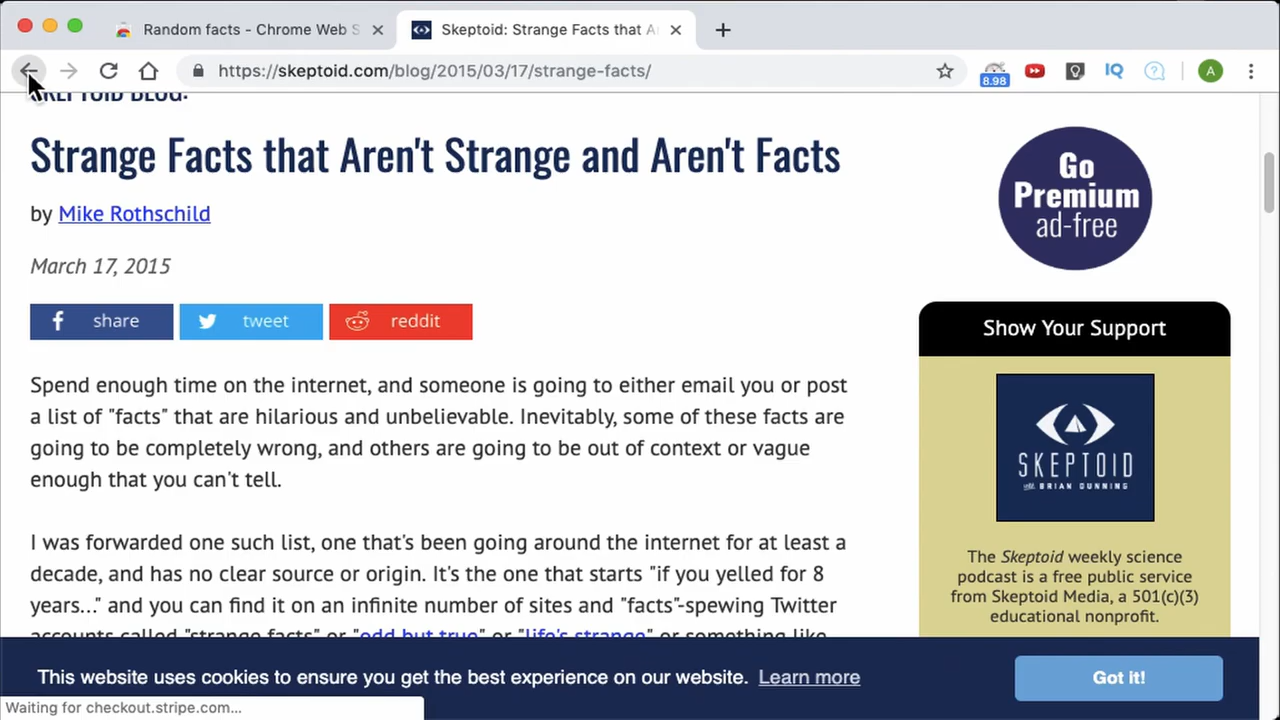 Random facts - Chrome Web S
Skeptoid: Strange Facts that A
https://skeptoid.com/blog/2015/03/17/strange-facts/
8.98
IQ
A
SKEPTOID BLOG:
Strange Facts that Aren't Strange and Aren't Facts
by Mike Rothschild
March 17, 2015
share
tweet
reddit
Spend enough time on the internet, and someone is going to either email you or post
a list of "facts" that are hilarious and unbelievable. Inevitably, some of these facts are
going to be completely wrong, and others are going to be out of context or vague
enough that you can't tell.
I was forwarded one such list, one that's been going around the internet for at least a
decade, and has no clear source or origin. It's the one that starts "if you yelled for 8
years..." and you can find it on an infinite number of sites and "facts"-spewing Twitter
accounts called "strange facts" or "odd but true" or "life's strange" or something like
Go
Premium
ad-free
Show Your Support
SKEPTOID
with BRIAN DUNNING
The Skeptoid weekly science
podcast is a free public service
from Skeptoid Media, a 501(c)(3)
educational nonprofit.
This website uses cookies to ensure you get the best experience on our website. Learn more
Got it!
Waiting for checkout.stripe.com...